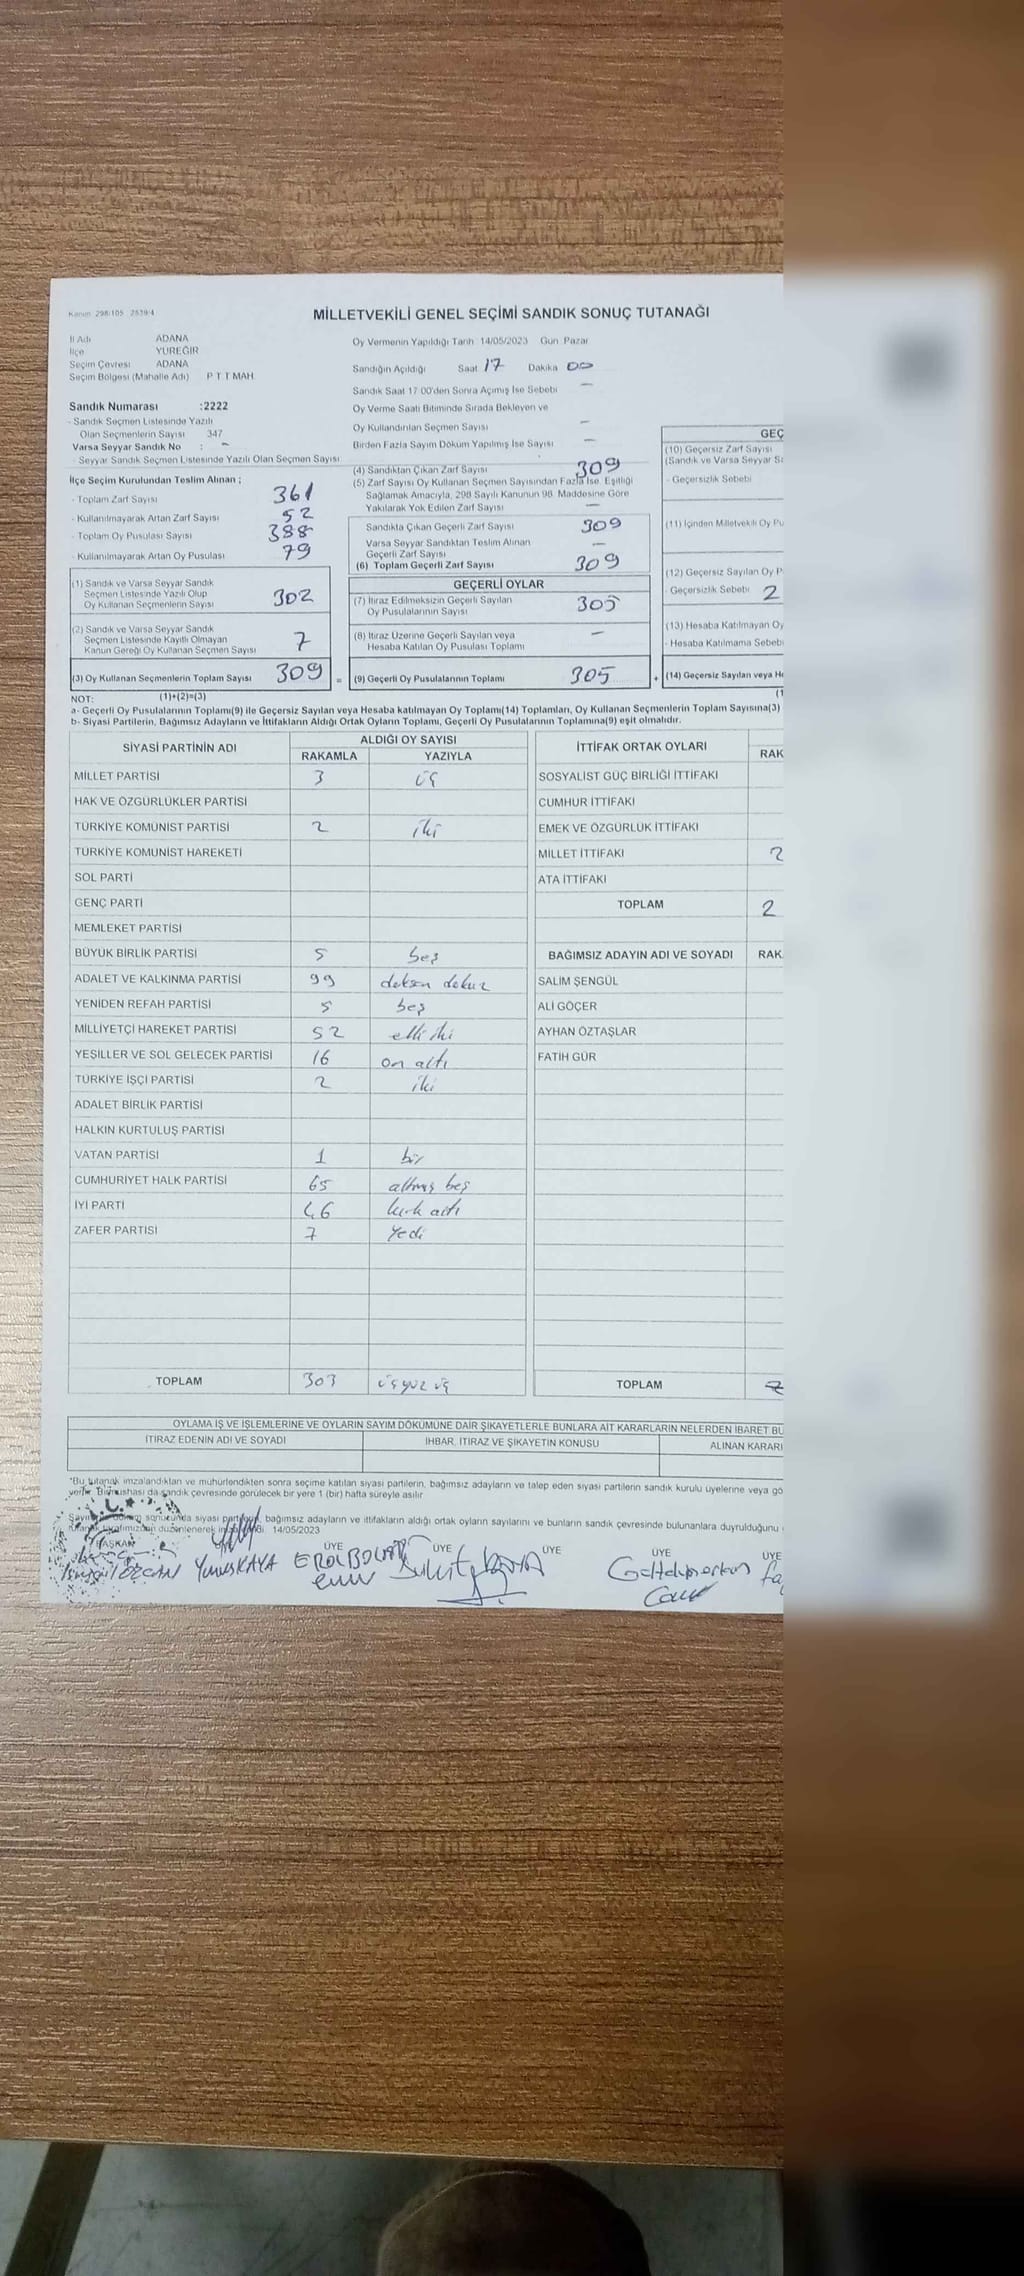 Kanun 298/105 2839/4
MİLLETVEKİLİ GENEL SEÇİMİ SANDIK SONUÇ TUTANAĞI
İl Adı ADANA
İlçe YÜREĞİR
Seçim Çevresi ADANA
Seçim Bölgesi (Mahalle Adı) PTT MAH.
Sandık Numarası :2222
- Sandık Seçmen Listesinde Yazılı
Olan Seçmenlerin Sayısı 347
Varsa Seyyar Sandık No : -
- Seyyar Sandık Seçmen Listesinde Yazılı Olan Seçmen Sayısı
İlçe Seçim Kurulundan Teslim Alınan ;
- Toplam Zarf Sayısı 361
- Kullanılmayarak Artan Zarf Sayısı 52
- Toplam Oy Pusulası Sayısı 388
- Kullanılmayarak Artan Oy Pusulası 79
(1) Sandık ve Varsa Seyyar Sandık
Seçmen Listesinde Yazılı Olup
Oy Kullanan Seçmenlerin Sayısı 302
(2) Sandık ve Varsa Seyyar Sandık
Seçmen Listesinde Kayıtlı Olmayan
Kanun Gereği Oy Kullanan Seçmen Sayısı 7
(3) Oy Kullanan Seçmenlerin Toplam Sayısı 309 =
Oy Vermenin Yapıldığı Tarih 14/05/2023 Gün Pazar
Sandığın Açıldığı Saat 17 Dakika 00
Sandık Saat 17:00'den Sonra Açımış İse Sebebi -
Oy Verme Saati Bitiminde Sırada Bekleyen ve
Oy Kullandırılan Seçmen Sayısı -
Birden Fazla Sayım Döküm Yapılmış İse Sayısı -
(4) Sandıktan Çıkan Zarf Sayısı 309
(5) Zarf Sayısı Oy Kullanan Seçmen Sayısından Fazla İse, Eşitliği
Sağlamak Amacıyla, 298 Sayılı Kanunun 98. Maddesine Göre
Yakılarak Yok Edilen Zarf Sayısı -
Sandıkta Çıkan Geçerli Zarf Sayısı 309
Varsa Seyyar Sandıktan Teslim Alınan
Geçerli Zarf Sayısı -
(6) Toplam Geçerli Zarf Sayısı 309
GEÇERLİ OYLAR
(7) İtiraz Edilmeksizin Geçerli Sayılan
Oy Pusulalarının Sayısı 305
(8) İtiraz Üzerine Geçerli Sayılan veya
Hesaba Katılan Oy Pusulası Toplamı -
(9) Geçerli Oy Pusulalarının Toplamı 305 +
GEÇ
(10) Geçersiz Zarf Sayısı
(Sandık ve Varsa Seyyar Sa
- Geçersizlik Sebebi
(11) İçinden Milletvekili Oy Pu
(12) Geçersiz Sayılan Oy P
- Geçersizlik Sebebi 2
(13) Hesaba Katılmayan Oy
- Hesaba Katılmama Sebebi
(14) Geçersiz Sayılan veya He
NOT: (1)+(2)=(3) (1
a- Geçerli Oy Pusulalarının Toplamı(9) ile Geçersiz Sayılan veya Hesaba katılmayan Oy Toplamı(14) Toplamları, Oy Kullanan Seçmenlerin Toplam Sayısına(3)
b- Siyasi Partilerin, Bağımsız Adayların ve İttifakların Aldığı Ortak Oyların Toplamı, Geçerli Oy Pusulalarının Toplamına(9) eşit olmalıdır.
SİYASİ PARTİNİN ADI ALDIĞI OY SAYISI
RAKAMLA YAZIYLA
MİLLET PARTİSİ 3 üç
HAK VE ÖZGÜRLÜKLER PARTİSİ
TÜRKİYE KOMÜNİST PARTİSİ 2 iki
TÜRKİYE KOMÜNİST HAREKETİ
SOL PARTİ
GENÇ PARTİ
MEMLEKET PARTİSİ
BÜYÜK BİRLİK PARTİSİ 5 beş
ADALET VE KALKINMA PARTİSİ 99 doksan dokuz
YENİDEN REFAH PARTİSİ 5 beş
MİLLİYETÇİ HAREKET PARTİSİ 52 elli iki
YEŞİLLER VE SOL GELECEK PARTİSİ 16 on altı
TÜRKİYE İŞÇİ PARTİSİ 2 iki
ADALET BİRLİK PARTİSİ
HALKIN KURTULUŞ PARTİSİ
VATAN PARTİSİ 1 bir
CUMHURİYET HALK PARTİSİ 65 altmış beş
İYİ PARTİ 46 kırk altı
ZAFER PARTİSİ 7 yedi
TOPLAM 303 üçyüz üç
İTTİFAK ORTAK OYLARI RAK
SOSYALİST GÜÇ BİRLİĞİ İTTİFAKI
CUMHUR İTTİFAKI
EMEK VE ÖZGÜRLÜK İTTİFAKI
MİLLET İTTİFAKI 2
ATA İTTİFAKI
TOPLAM 2
BAĞIMSIZ ADAYIN ADI VE SOYADI RAK
SALİM ŞENGÜL
ALİ GÖÇER
AYHAN ÖZTAŞLAR
FATİH GÜR
TOPLAM
OYLAMA İŞ VE İŞLEMLERİNE VE OYLARIN SAYIM DÖKÜMÜNE DAİR ŞİKAYETLERLE BUNLARA AİT KARARLARIN NELERDEN İBARET BU
İTİRAZ EDENİN ADI VE SOYADI İHBAR, İTİRAZ VE ŞİKAYETİN KONUSU ALINAN KARARI
"Bu tutanak imzalandıktan ve mühürlendikten sonra seçime katılan siyasi partilerin, bağımsız adayların ve talep eden siyasi partilerin sandık kurulu üyelerine veya gö
verilir. Bir nüshası da sandık çevresinde görülecek bir yere 1 (bir) hafta süreyle asılır
bağımsız adayların ve ittifakların aldığı ortak oyların sayılarını ve bunların sandık çevresinde bulunanlara duyrulduğunu
düzenlenerek 14/05/2023
BAŞKAN ÜYE ÜYE ÜYE ÜYE ÜYE
ÖZCAN YUNUS KAYA EROL